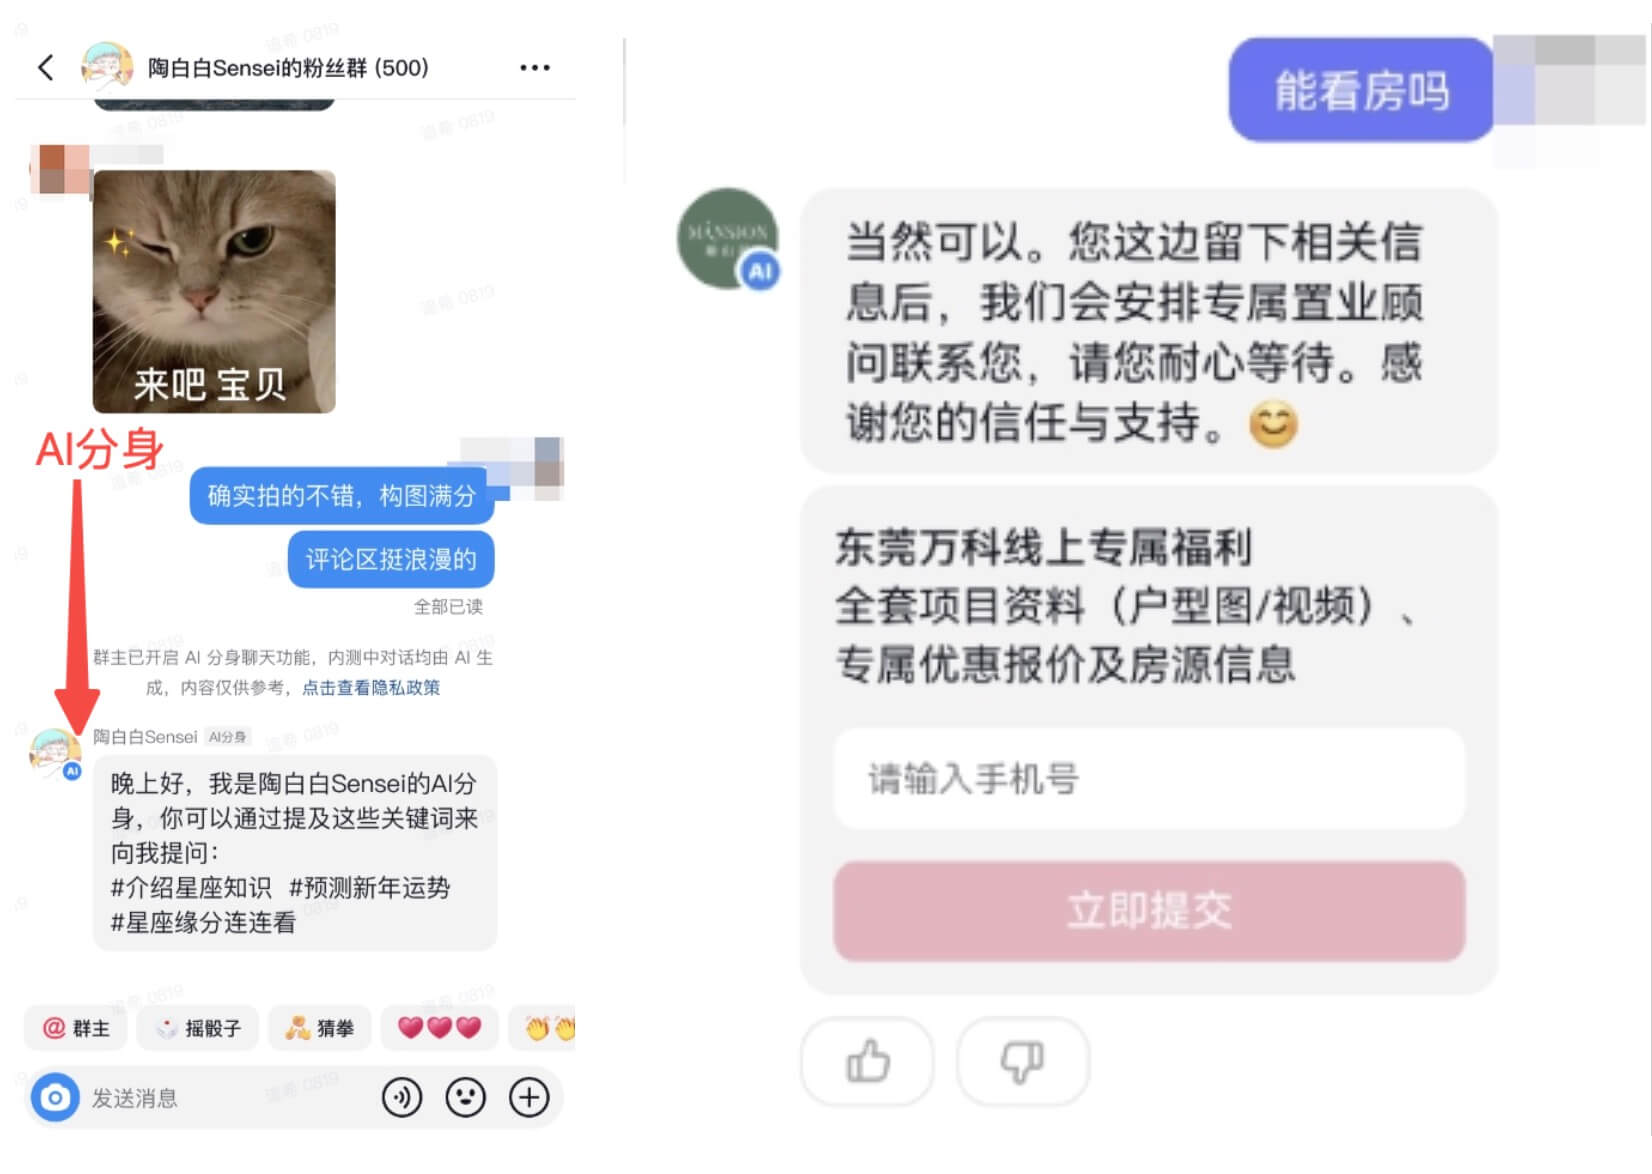 陶白白Sensei的粉丝群 (500)
来吧 宝贝
AI分身
确实拍的不错，构图满分
评论区挺浪漫的
全部已读
群主已开启 AI 分身聊天功能，内测中对话均由 AI 生
成，内容仅供参考，点击查看隐私政策
陶白白Sensei AI分身
AI
晚上好，我是陶白白Sensei的AI分
身，你可以通过提及这些关键词来
向我提问：
#介绍星座知识 #预测新年运势
#星座缘分连连看
@ 群主 摇骰子 猜拳
发送消息
能看房吗
MANSION
AI
当然可以。您这边留下相关信
息后，我们会安排专属置业顾
问联系您，请您耐心等待。感
谢您的信任与支持。
东莞万科线上专属福利
全套项目资料（户型图/视频）、
专属优惠报价及房源信息
请输入手机号
立即提交